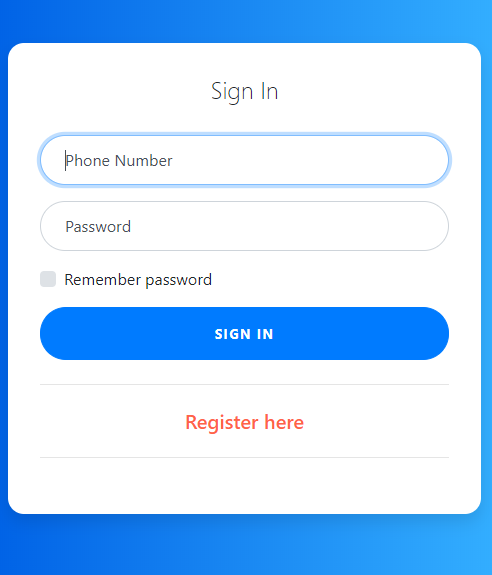 Sign In
Phone Number
Password
Remember password
SIGN IN
Register here